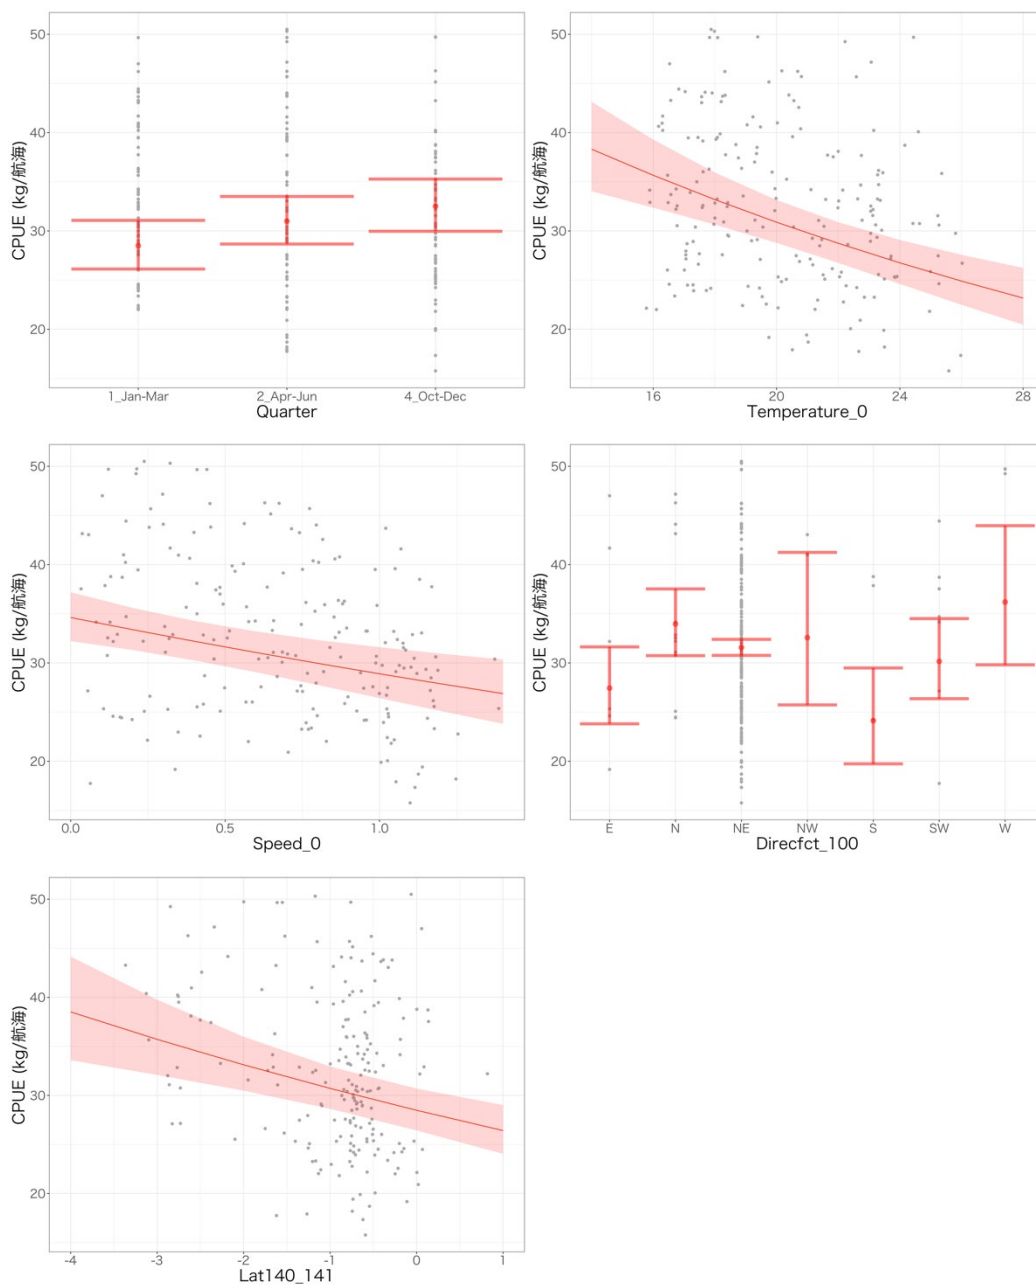 50
40
30
20
CPUE (kg/航海)
1_Jan-Mar
2_Apr-Jun
4_Oct-Dec
Quarter
50
40
30
20
CPUE (kg/航海)
16
20
24
28
Temperature_0
50
40
30
20
CPUE (kg/航海)
0.0
0.5
1.0
Speed_0
50
40
30
20
CPUE (kg/航海)
E
N
NE
NW
S
SW
W
Direcfct_100
50
40
30
20
CPUE (kg/航海)
-4
-3
-2
-1
0
1
Lat140_141